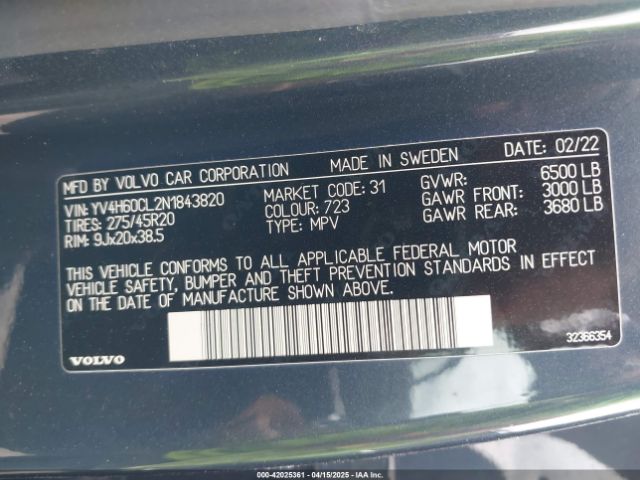 MFD BY VOLVO CAR CORPORATION MADE IN SWEDEN DATE: 02/22
VIN: YV4H60CL2N1843820 MARKET CODE: 31 GVWR: 6500 LB
TIRES: 275/45R20 COLOUR: 723 GAWR FRONT: 3000 LB
RIM: 9Jx20x38.5 TYPE: MPV GAWR REAR: 3680 LB
THIS VEHICLE CONFORMS TO ALL APPLICABLE FEDERAL MOTOR
VEHICLE SAFETY, BUMPER AND THEFT PREVENTION STANDARDS IN EFFECT
ON THE DATE OF MANUFACTURE SHOWN ABOVE.
VOLVO 32366354
000-42025361 - 04/15/2025 - IAA Inc.